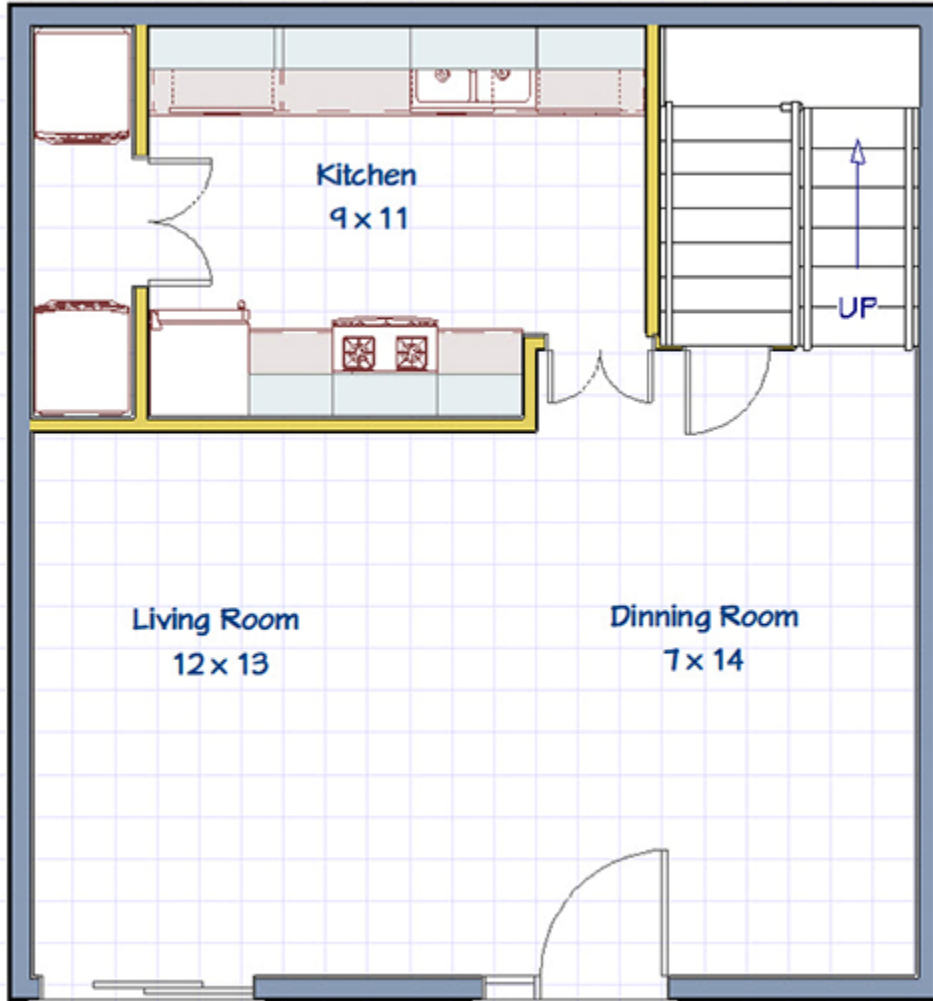 Kitchen
9 x 11
UP
Living Room
12 x 13
Dinning Room
7 x 14